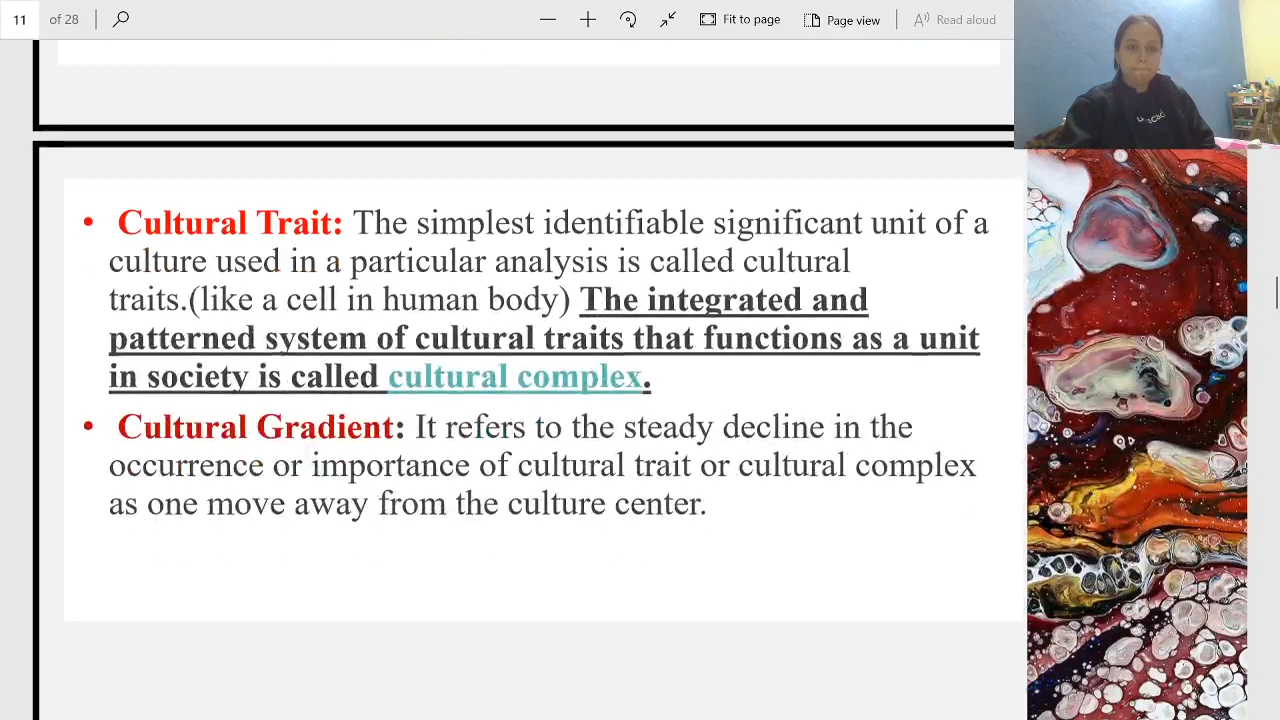 11 of 28 Fit to page Page view Read aloud
• Cultural Trait: The simplest identifiable significant unit of a
culture used in a particular analysis is called cultural
traits.(like a cell in human body) The integrated and
patterned system of cultural traits that functions as a unit
in society is called cultural complex.
• Cultural Gradient: It refers to the steady decline in the
occurrence or importance of cultural trait or cultural complex
as one move away from the culture center.